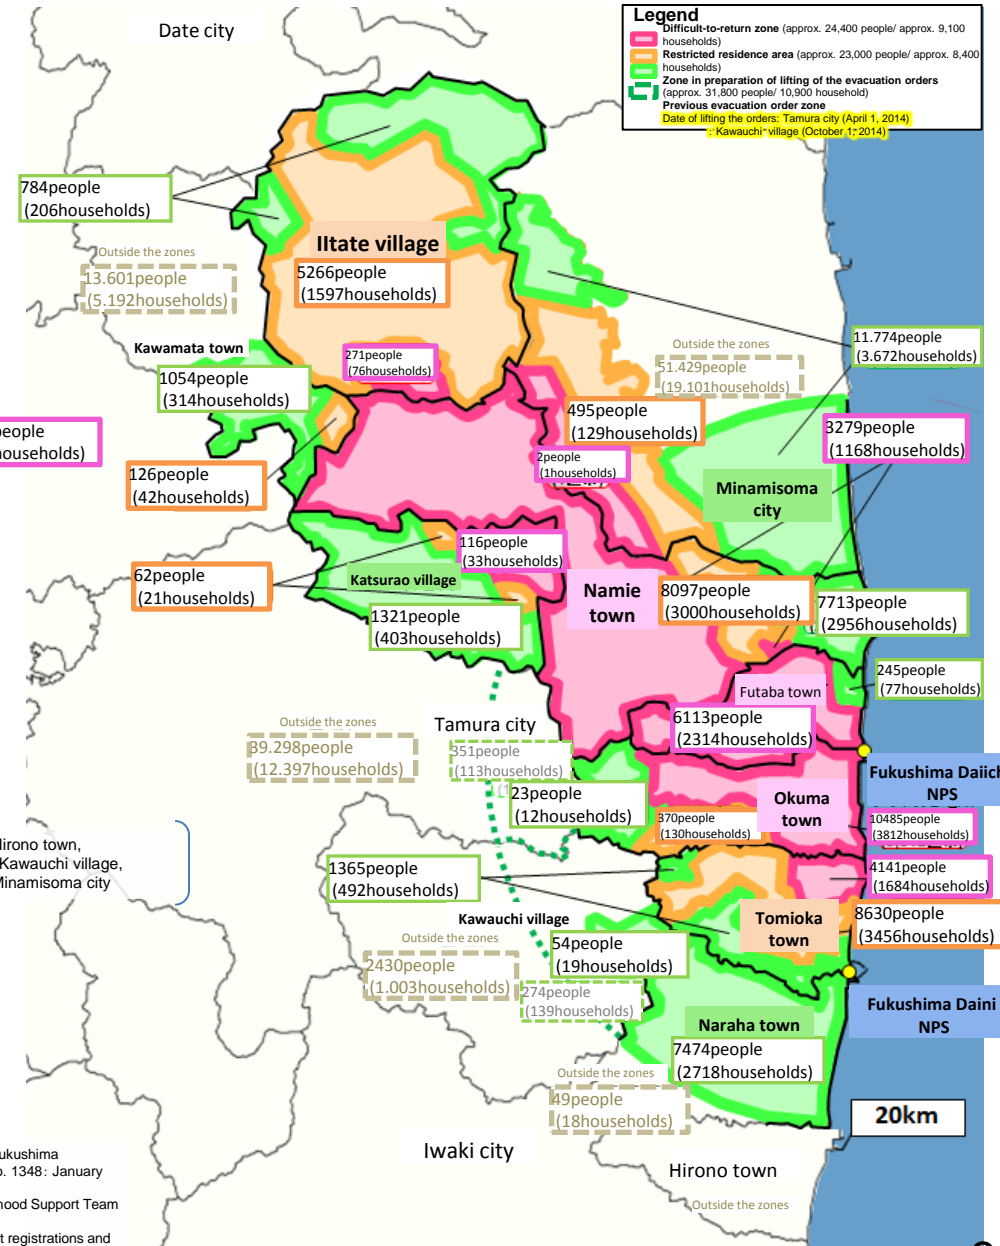 Date city
Legend
Difficult-to-return zone (approx. 24,400 people/ approx. 9,100
households)
Restricted residence area (approx. 23,000 people/ approx. 8,400
households)
Zone in preparation of lifting of the evacuation orders
(approx. 31,800 people/ 10,900 household)
Previous evacuation order zone
Date of lifting the orders: Tamura city (April 1, 2014)
: Kawauchi village (October 1, 2014)
784people
(206households)
IItate village
Outside the zones
13.601people
(5.192households)
5266people
(1597households)
Kawamata town
271people
(76households)
11.774people
(3.672households)
Outside the zones
51.429people
(19.101households)
1054people
(314households)
495people
(129households)
3279people
(1168households)
people
households)
126people
(42households)
2people
(1households)
Minamisoma
city
116people
(33households)
62people
(21households)
Katsurao village
Namie
town
8097people
(3000households)
7713people
(2956households)
1321people
(403households)
245people
(77households)
Futaba town
Tamura city
Outside the zones
39.298people
(12.397households)
351people
(113households)
6113people
(2314households)
Fukushima Daiich
NPS
23people
(12households)
Okuma
town
370people
(130households)
10485people
(3812households)
Hirono town,
Kawauchi village,
Minamisoma city
1365people
(492households)
4141people
(1684households)
Kawauchi village
Tomioka
town
8630people
(3456households)
Outside the zones
2430people
(1.003households)
54people
(19households)
274people
(139households)
Fukushima Daini
NPS
Naraha town
7474people
(2718households)
Outside the zones
49people
(18households)
20km
Iwaki city
Hirono town
Outside the zones
ukushima
o. 1348: January
hood Support Team
t registrations and